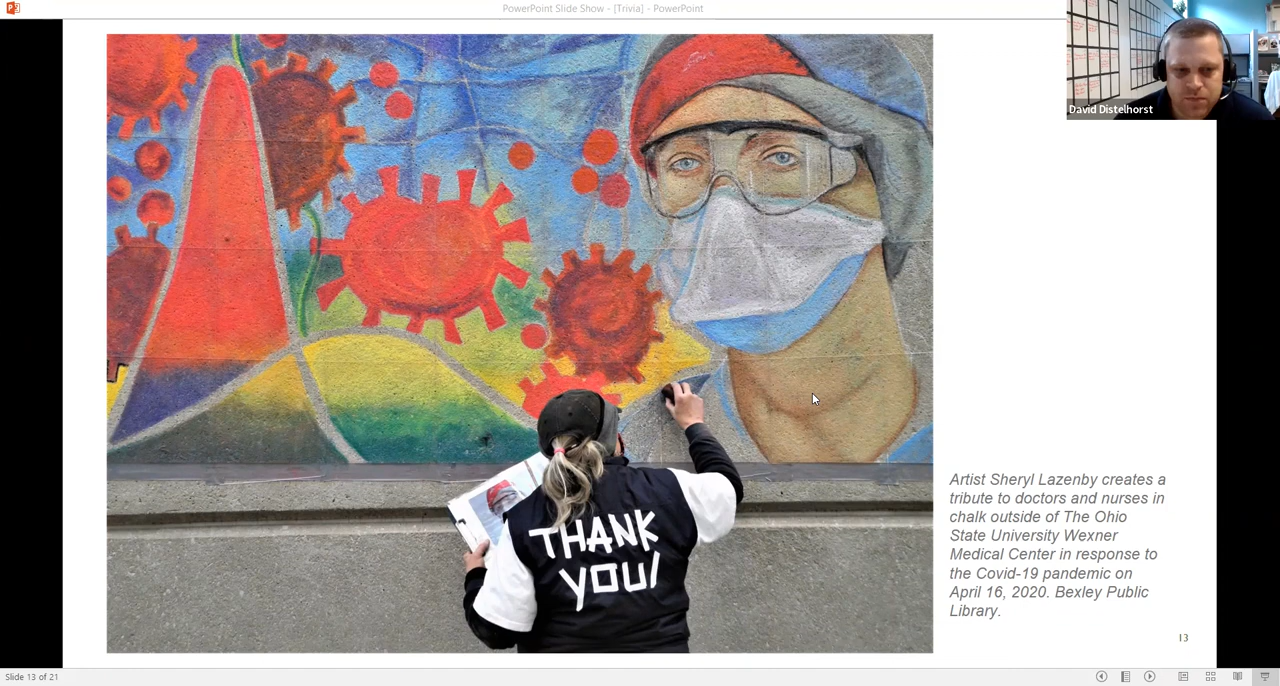 PowerPoint Slide Show - [Trivia] - PowerPoint
David Distelhorst
THANK
YOU!
Artist Sheryl Lazenby creates a
tribute to doctors and nurses in
chalk outside of The Ohio
State University Wexner
Medical Center in response to
the Covid-19 pandemic on
April 16, 2020. Bexley Public
Library.
13
Slide 13 of 21